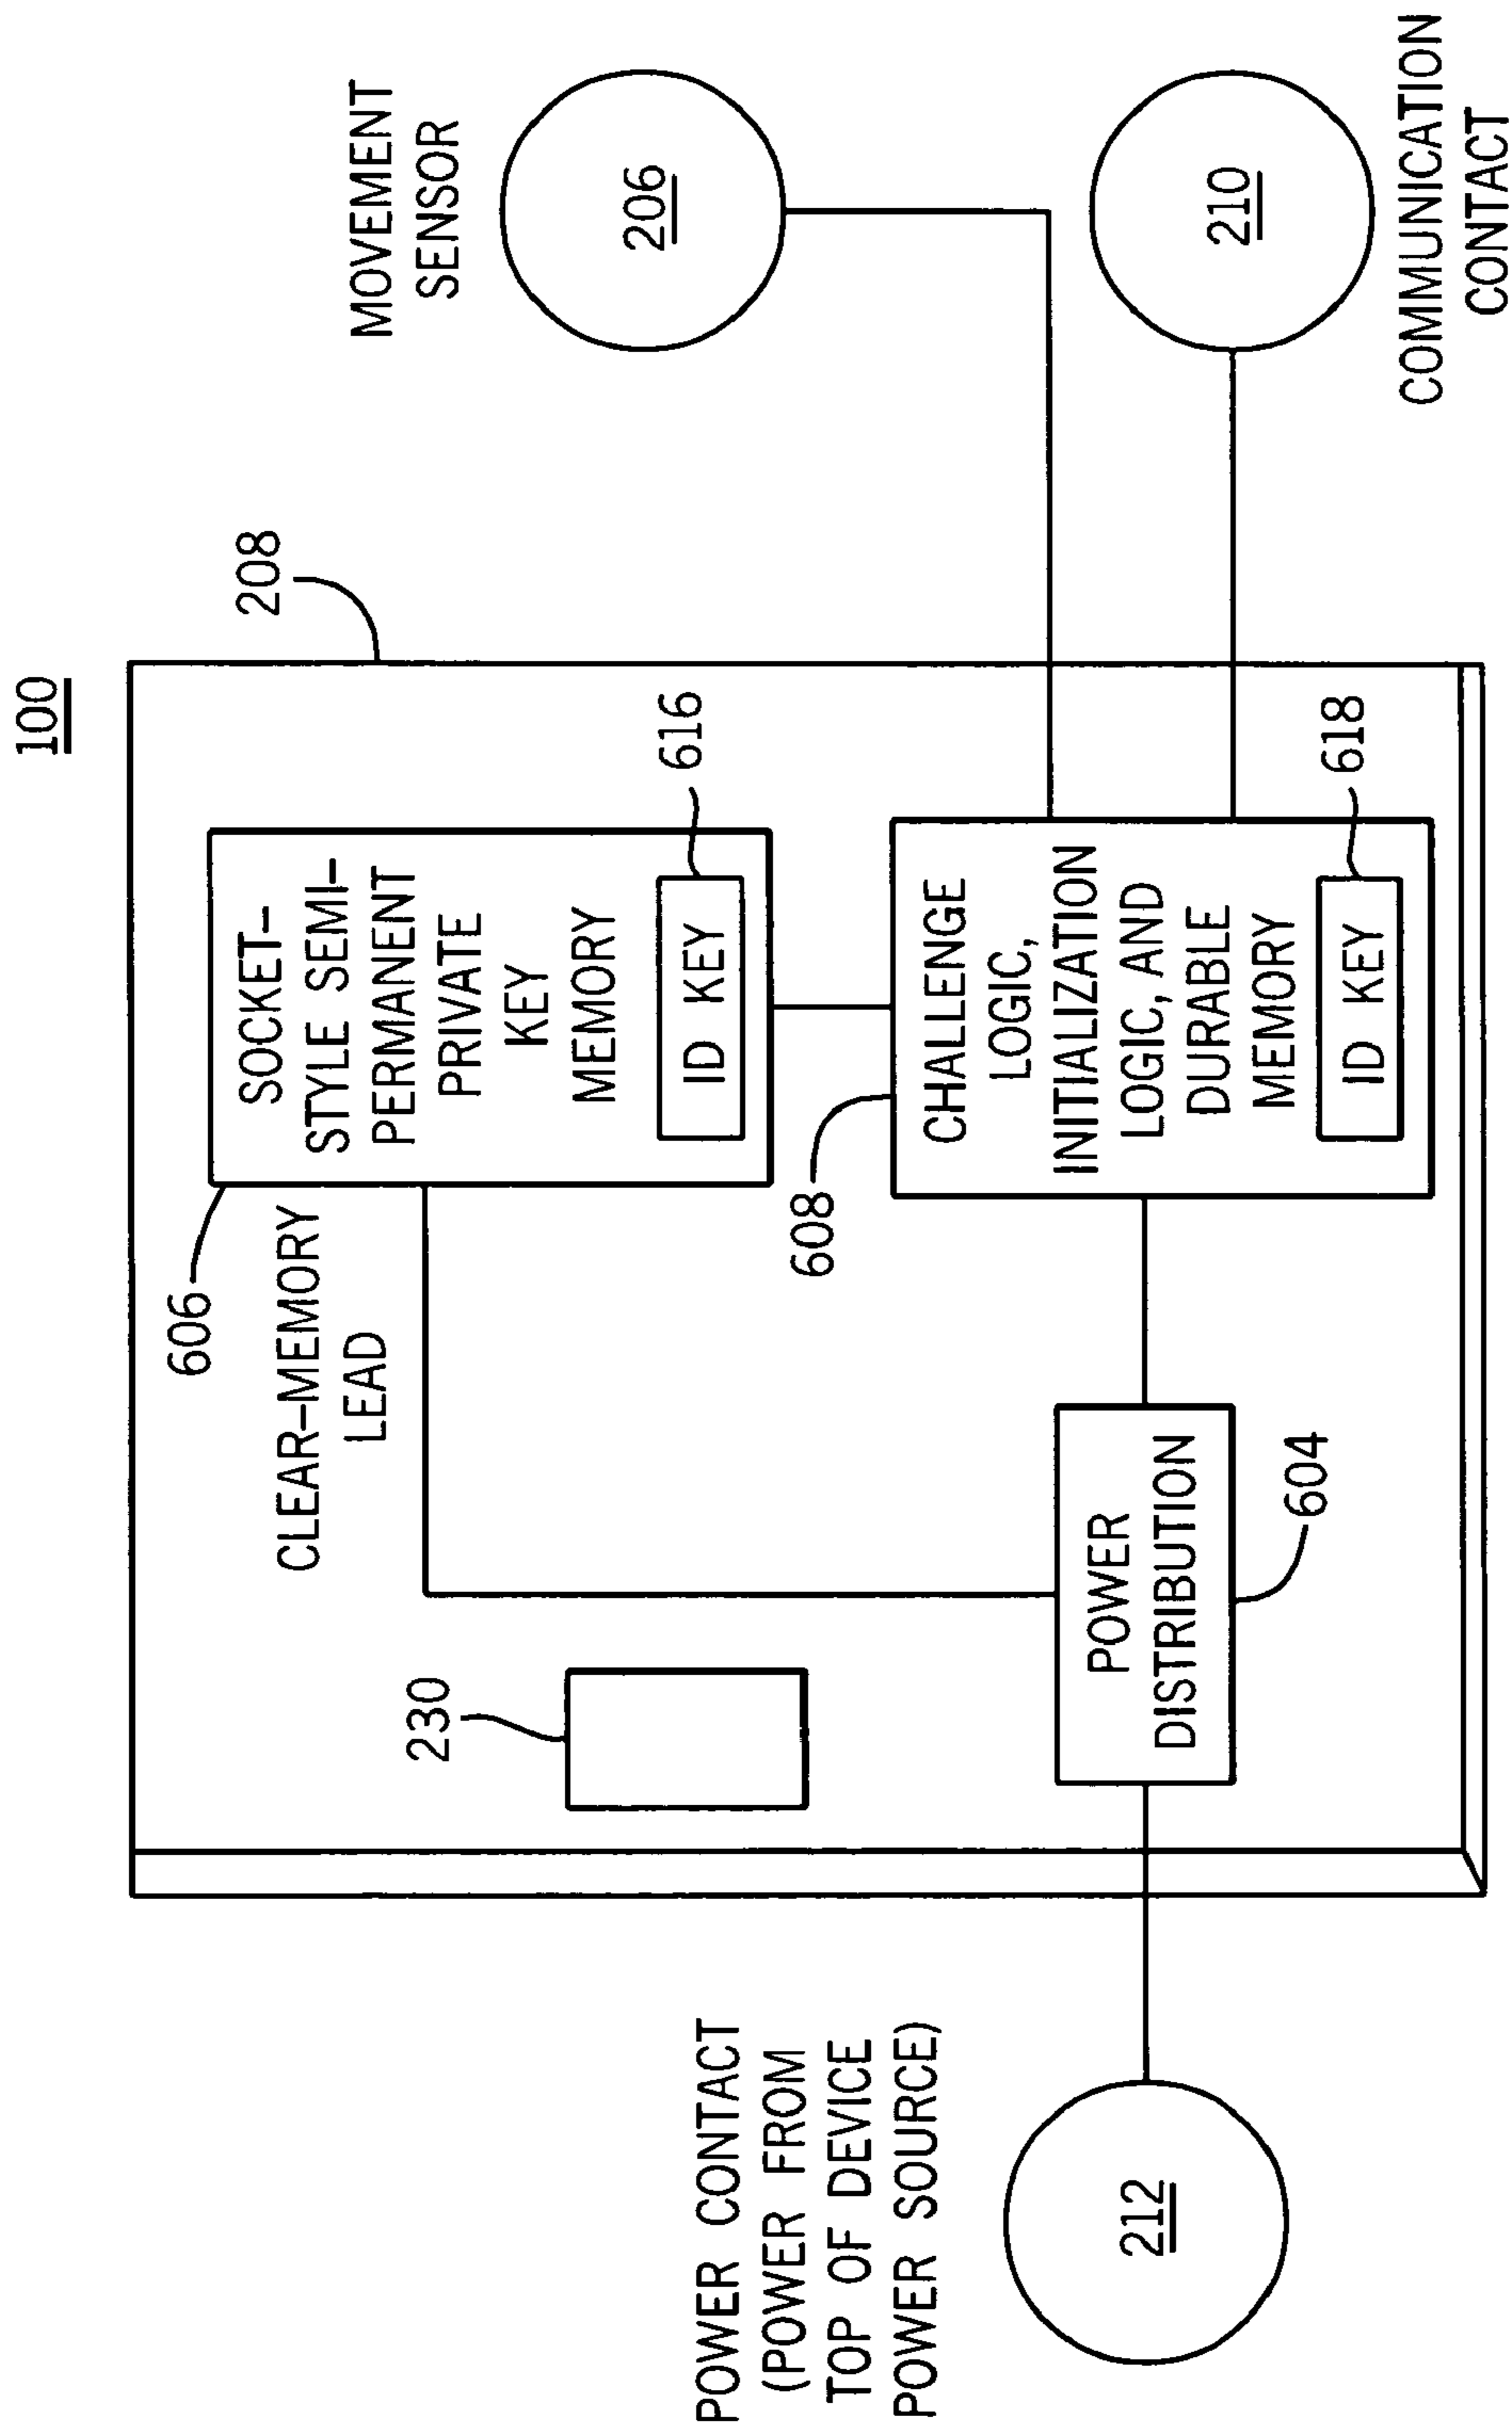 100
208
SOCKET-
STYLE SEMI-
PERMANENT
PRIVATE
KEY
MEMORY
ID KEY
616
606
CLEAR-MEMORY
LEAD
230
MOVEMENT
SENSOR
206
608
CHALLENGE
LOGIC,
INITIALIZATION
LOGIC, AND
DURABLE
MEMORY
ID KEY
618
POWER
DISTRIBUTION
604
POWER CONTACT
(POWER FROM
TOP OF DEVICE
POWER SOURCE)
212
210
COMMUNICATION
CONTACT